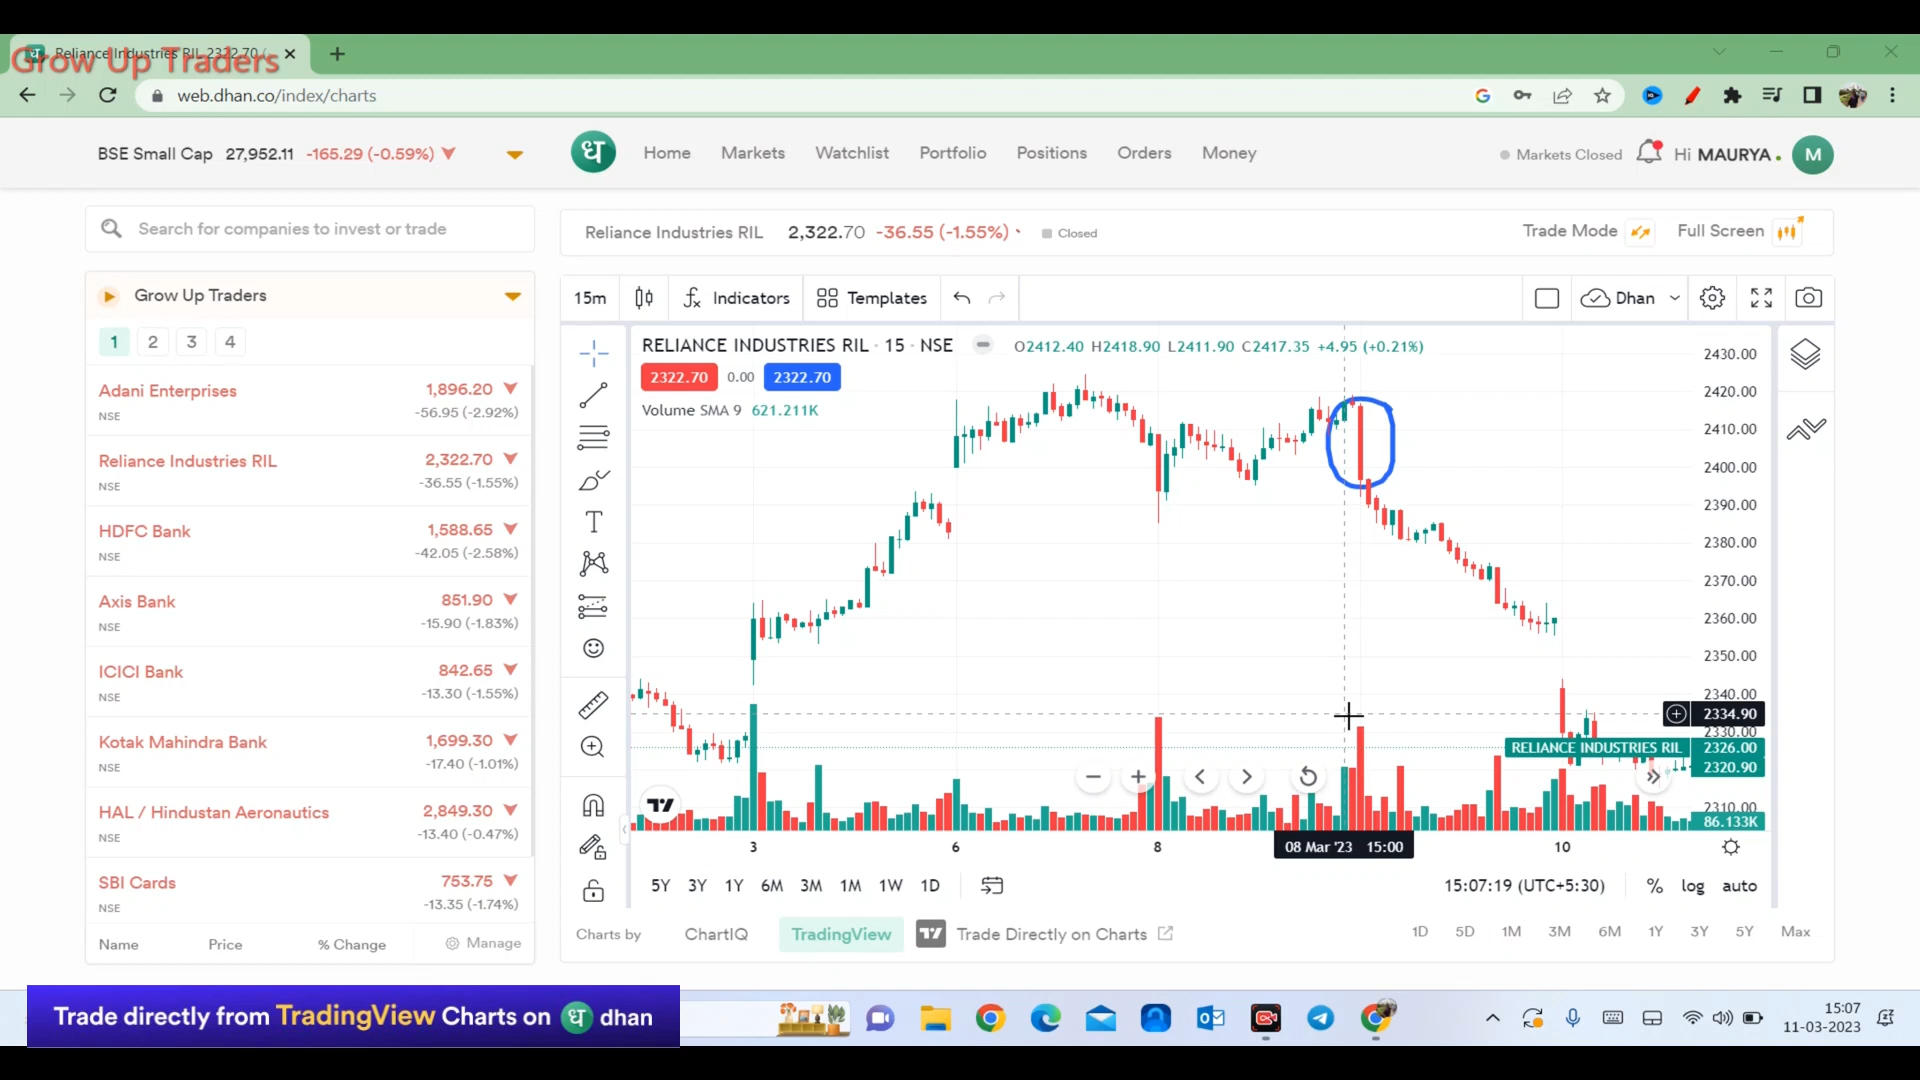 Reliance Industries RIL 2322.70
Grow Up Traders
web.dhan.co/index/charts
BSE Small Cap 27,952.11 -165.29 (-0.59%)
ध Home Markets Watchlist Portfolio Positions Orders Money
Markets Closed Hi MAURYA . M
Search for companies to invest or trade
Reliance Industries RIL 2,322.70 -36.55 (-1.55%) Closed
Trade Mode Full Screen
Grow Up Traders
1 2 3 4
Adani Enterprises 1,896.20
NSE -56.95 (-2.92%)
Reliance Industries RIL 2,322.70
NSE -36.55 (-1.55%)
HDFC Bank 1,588.65
NSE -42.05 (-2.58%)
Axis Bank 851.90
NSE -15.90 (-1.83%)
ICICI Bank 842.65
NSE -13.30 (-1.55%)
Kotak Mahindra Bank 1,699.30
NSE -17.40 (-1.01%)
HAL / Hindustan Aeronautics 2,849.30
NSE -13.40 (-0.47%)
SBI Cards 753.75
NSE -13.35 (-1.74%)
Name Price % Change Manage
15m Indicators Templates Dhan
RELIANCE INDUSTRIES RIL · 15 · NSE O2412.40 H2418.90 L2411.90 C2417.35 +4.95 (+0.21%)
2322.70 0.00 2322.70
Volume SMA 9 621.211K
2430.00
2420.00
2410.00
2400.00
2390.00
2380.00
2370.00
2360.00
2350.00
2340.00
2334.90
2330.00
RELIANCE INDUSTRIES RIL 2326.00
2320.90
2310.00
86.133K
3 6 8 08 Mar '23 15:00 10
5Y 3Y 1Y 6M 3M 1M 1W 1D
15:07:19 (UTC+5:30) % log auto
Charts by ChartIQ TradingView Trade Directly on Charts
1D 5D 1M 3M 6M 1Y 3Y 5Y Max
Trade directly from TradingView Charts on ध dhan
15:07
11-03-2023